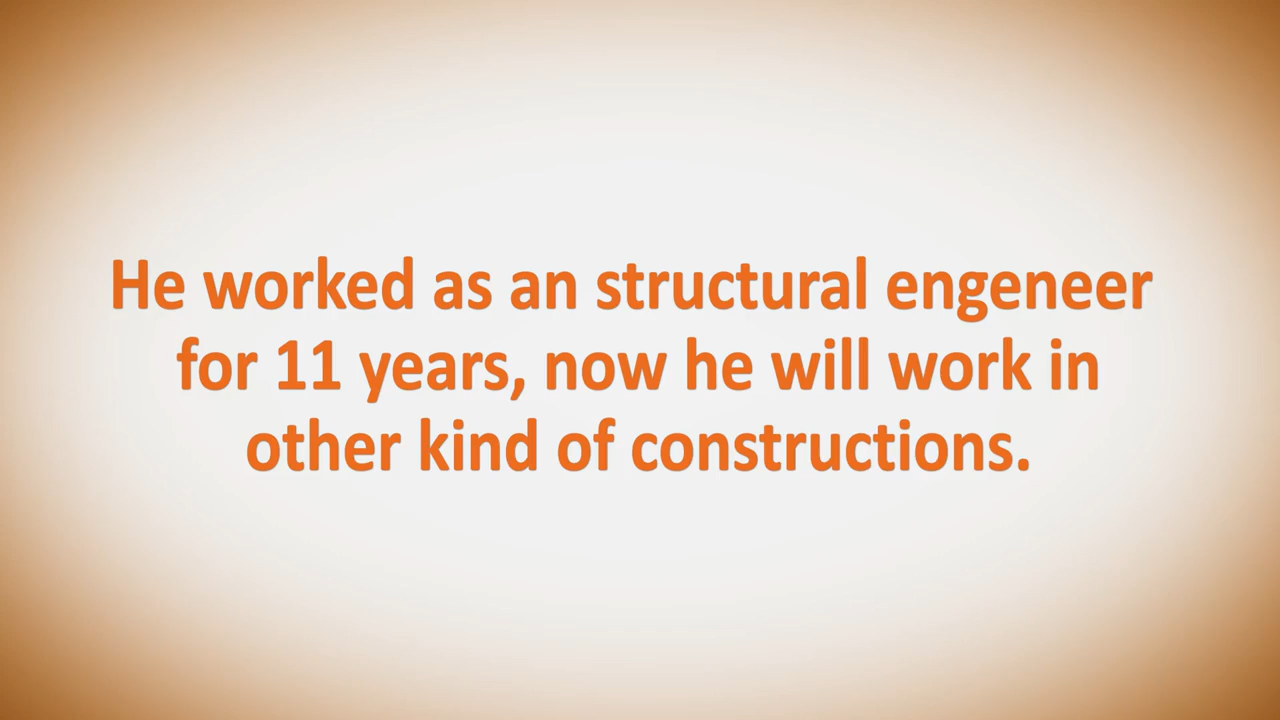 He worked as an structural engeneer
for 11 years, now he will work in
other kind of constructions.